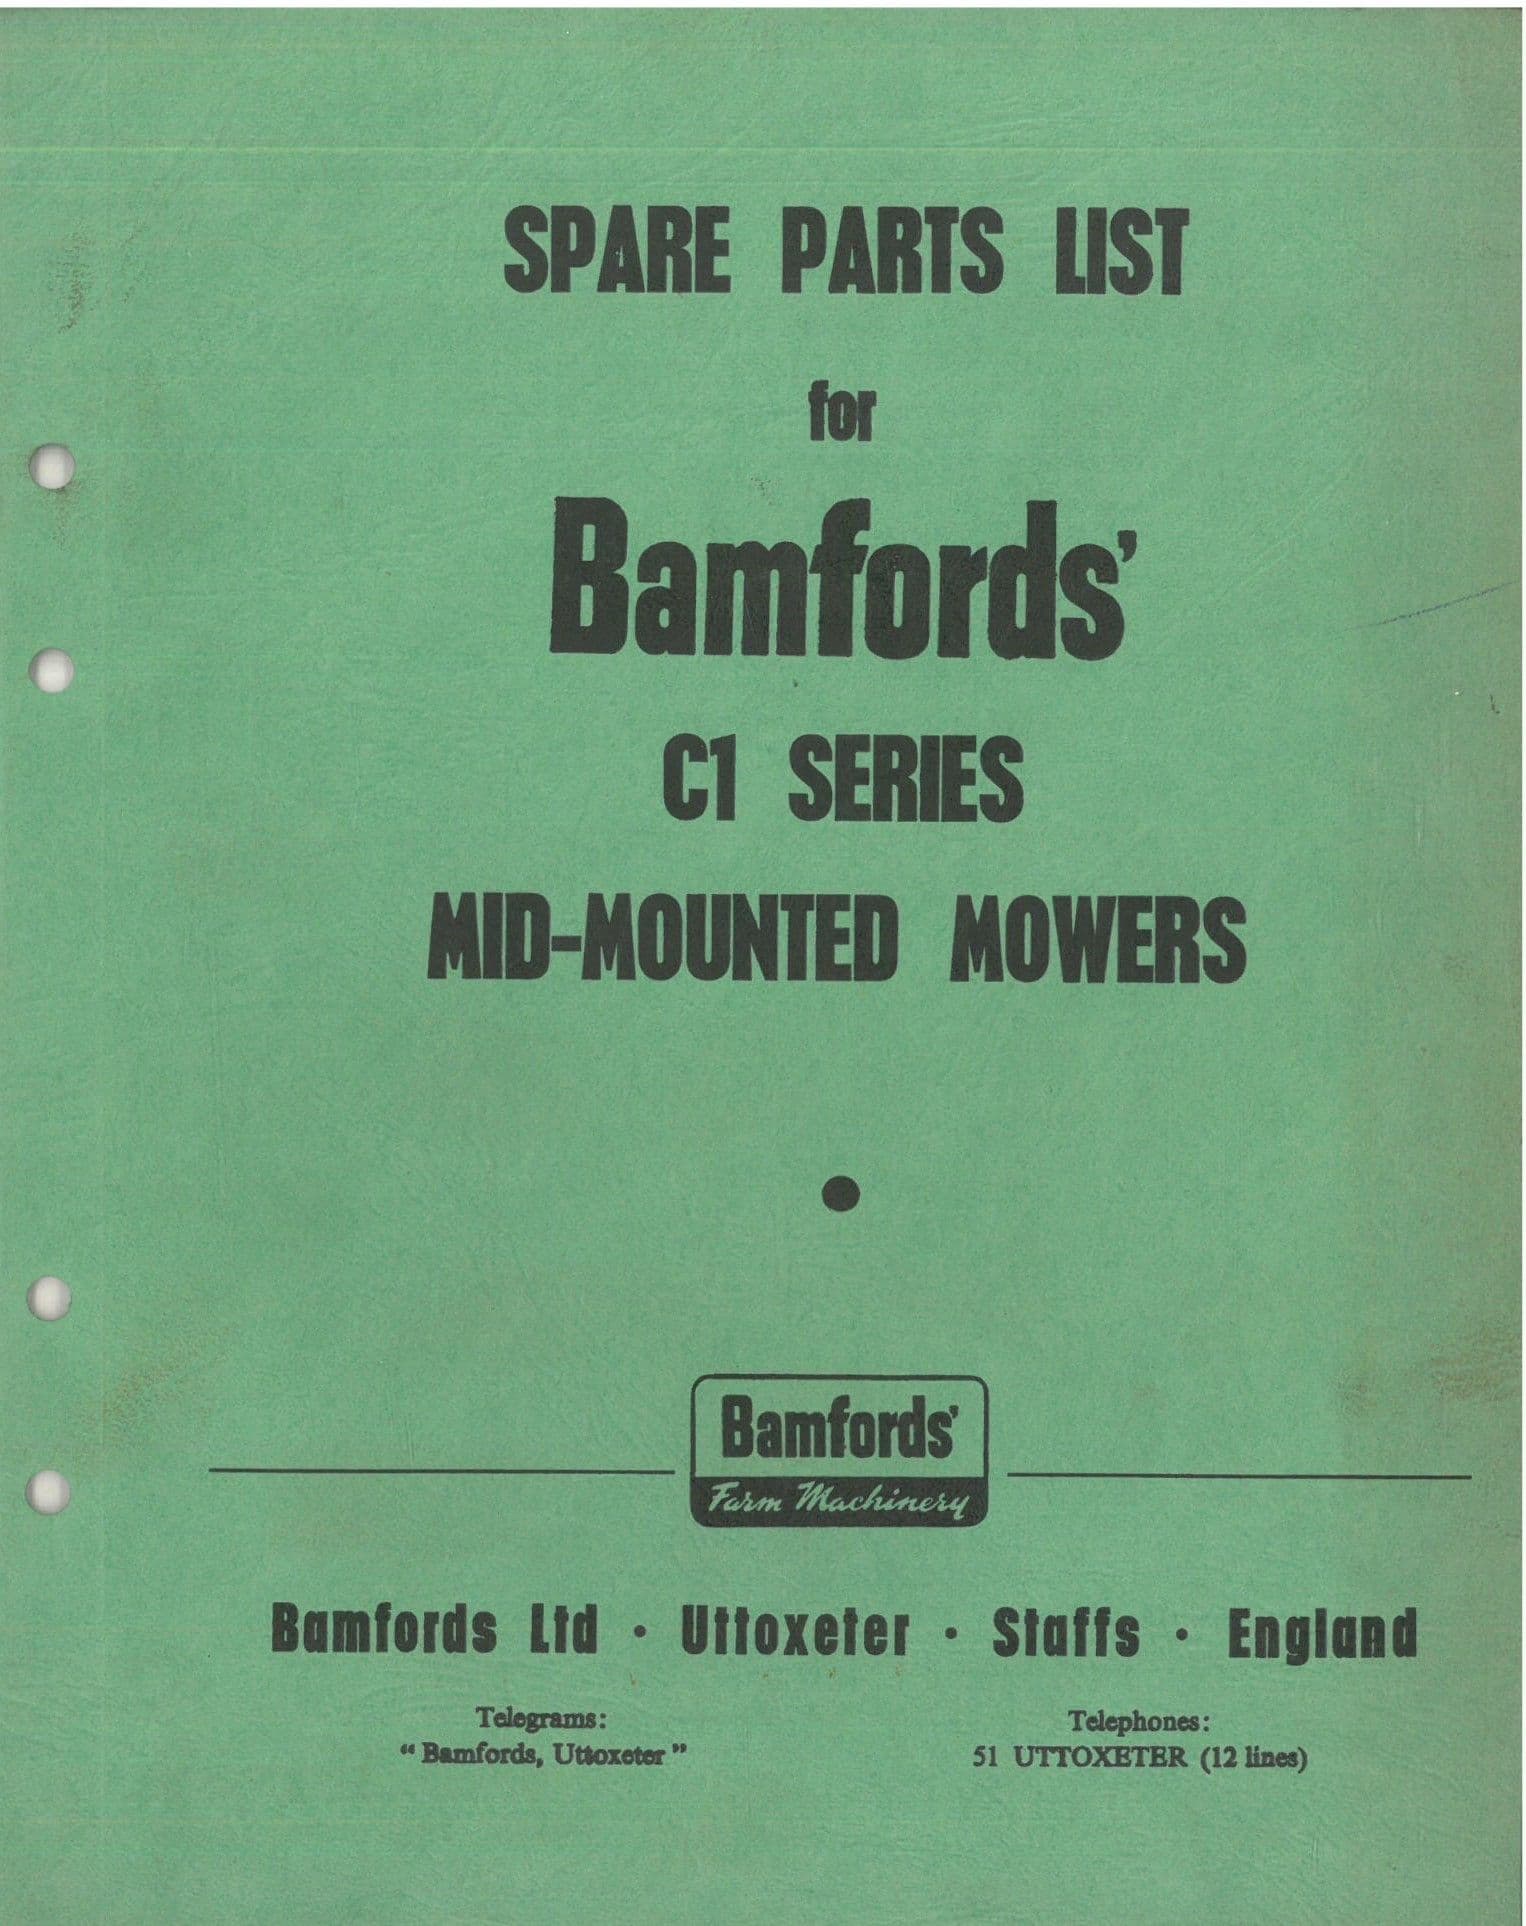 SPARE PARTS LIST
for
Bamfords’
C1 SERIES
MID-MOUNTED MOWERS
Bamfords’
Farm Machinery
Bamfords Ltd · Uttoxeter · Staffs · England
Telegrams:
“ Bamfords, Uttoxeter ”
Telephones:
51 UTTOXETER (12 lines)